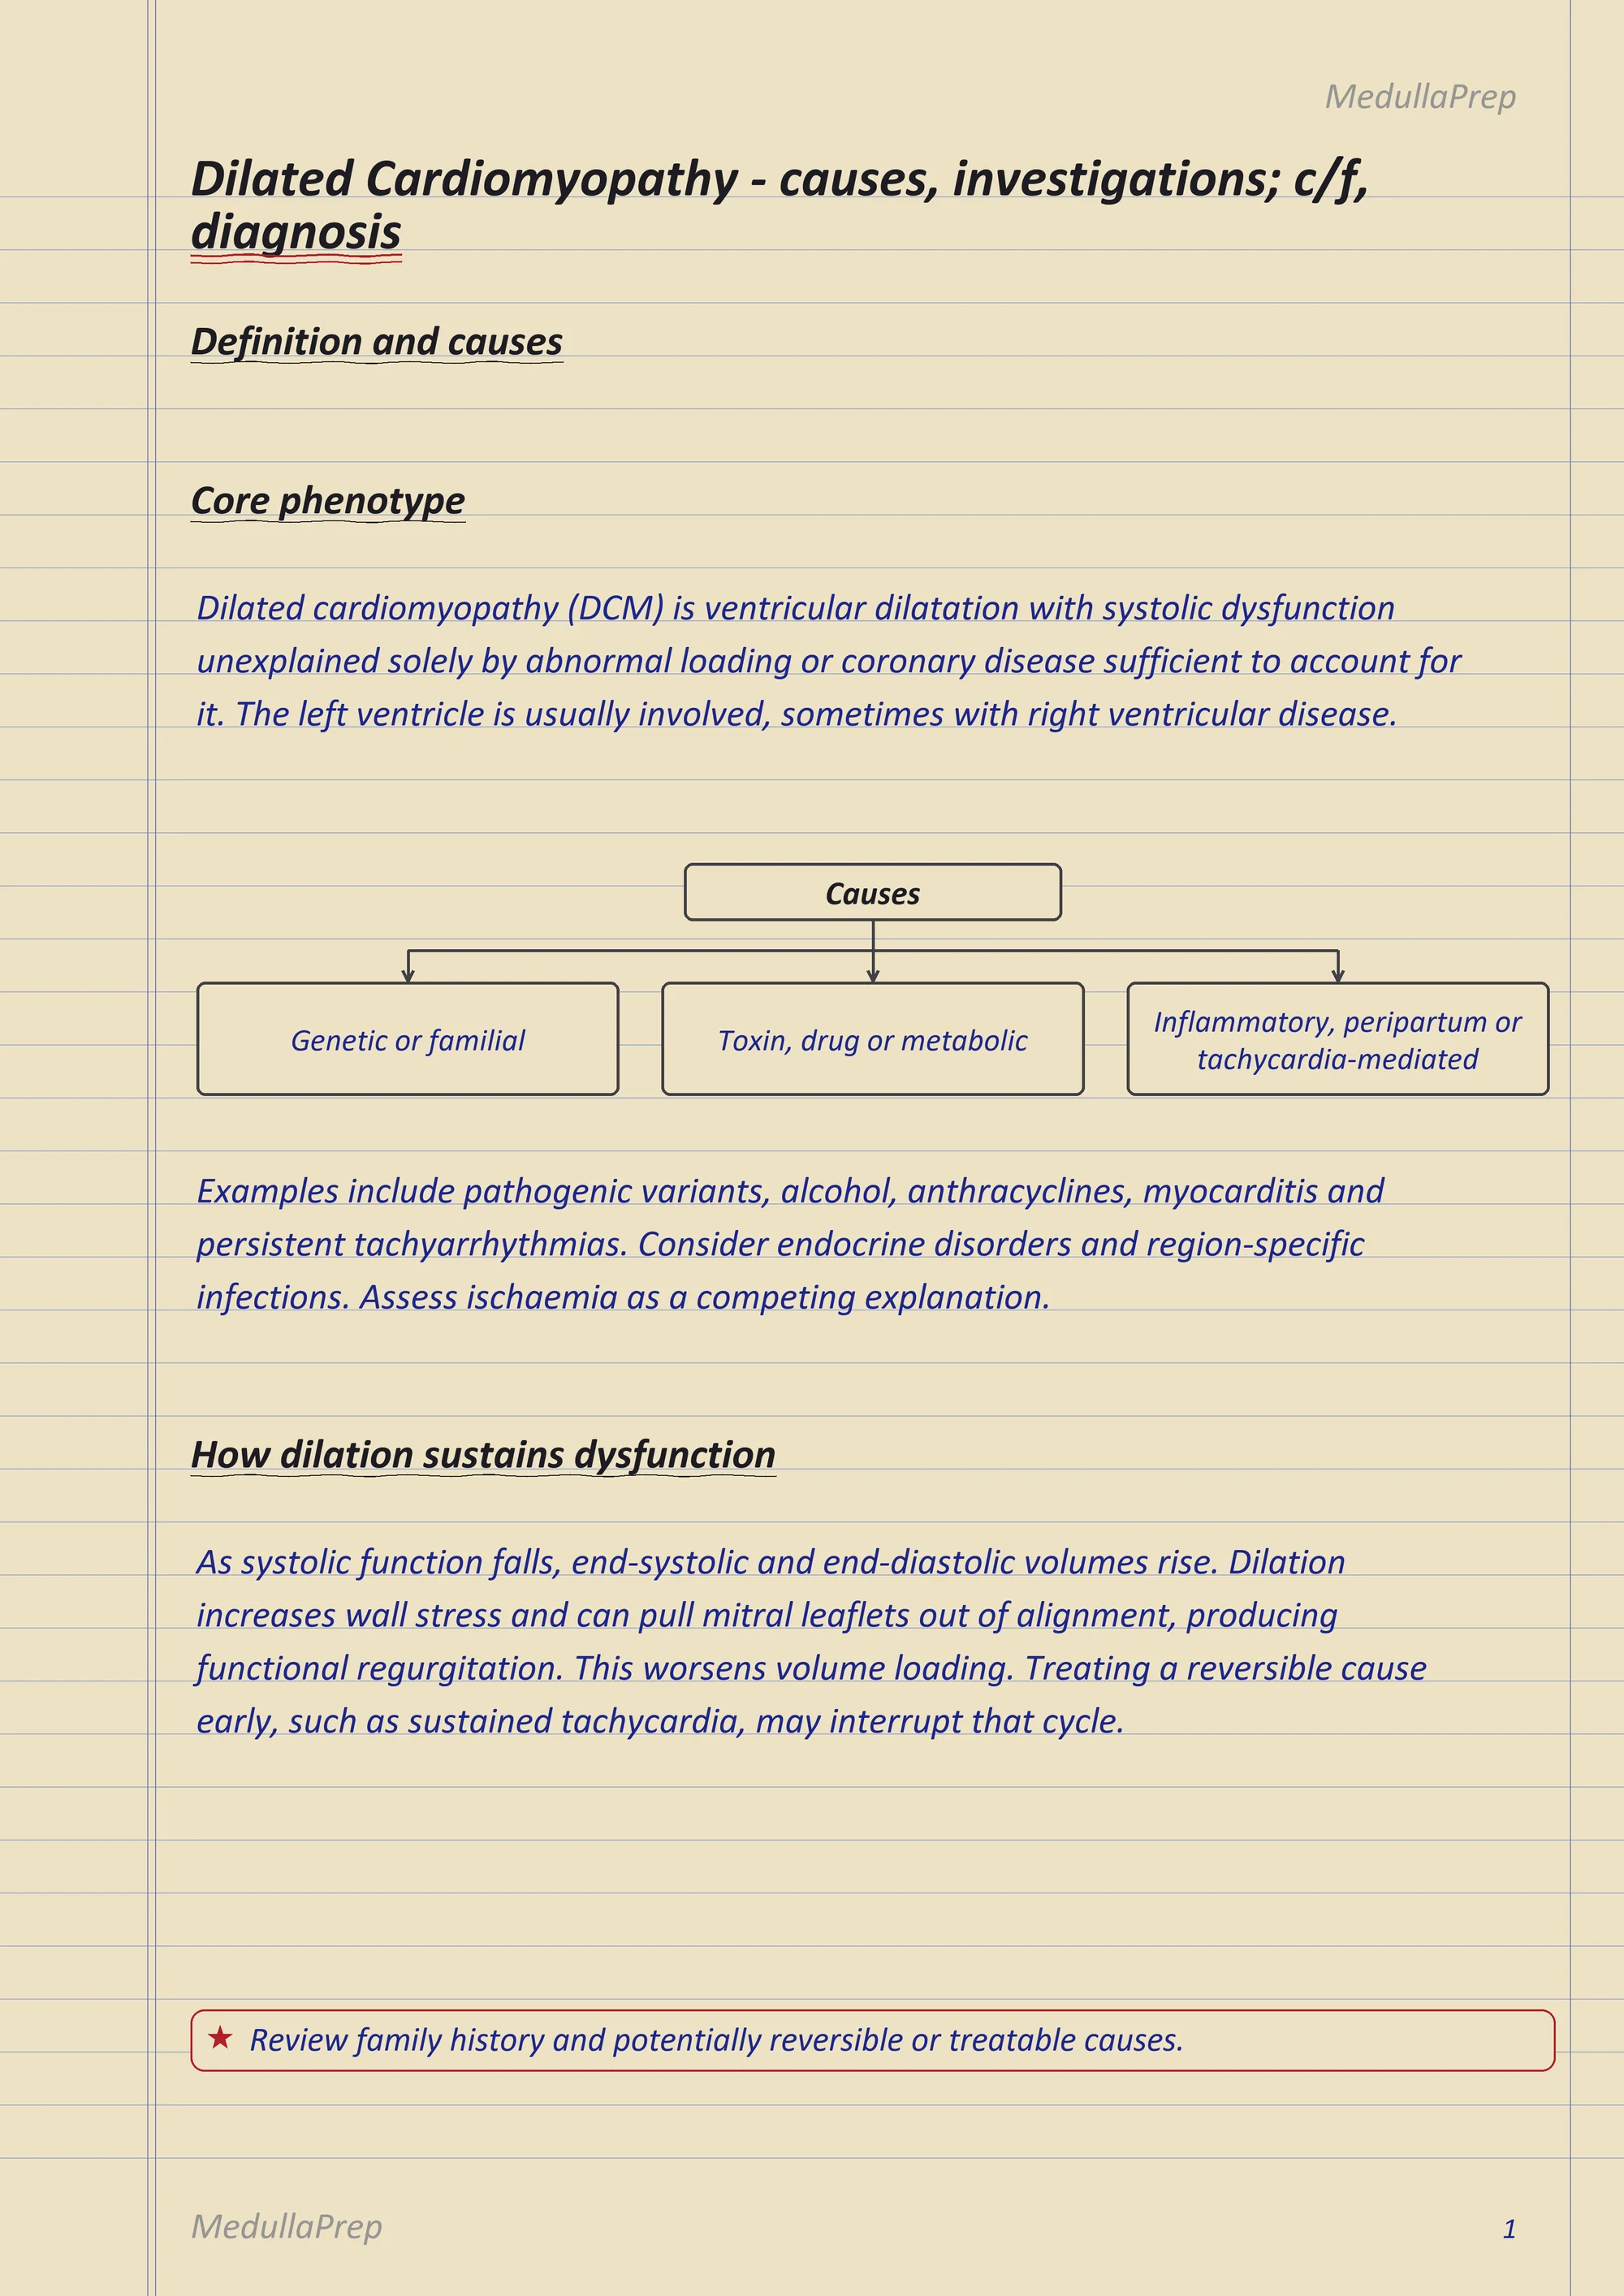 MedullaPrep
Dilated Cardiomyopathy - causes, investigations; c/f,
diagnosis
Definition and causes
Core phenotype
Dilated cardiomyopathy (DCM) is ventricular dilatation with systolic dysfunction
unexplained solely by abnormal loading or coronary disease sufficient to account for
it. The left ventricle is usually involved, sometimes with right ventricular disease.
Causes
Genetic or familial
Toxin, drug or metabolic
Inflammatory, peripartum or
tachycardia-mediated
Examples include pathogenic variants, alcohol, anthracyclines, myocarditis and
persistent tachyarrhythmias. Consider endocrine disorders and region-specific
infections. Assess ischaemia as a competing explanation.
How dilation sustains dysfunction
As systolic function falls, end-systolic and end-diastolic volumes rise. Dilation
increases wall stress and can pull mitral leaflets out of alignment, producing
functional regurgitation. This worsens volume loading. Treating a reversible cause
early, such as sustained tachycardia, may interrupt that cycle.
★ Review family history and potentially reversible or treatable causes.
MedullaPrep
1